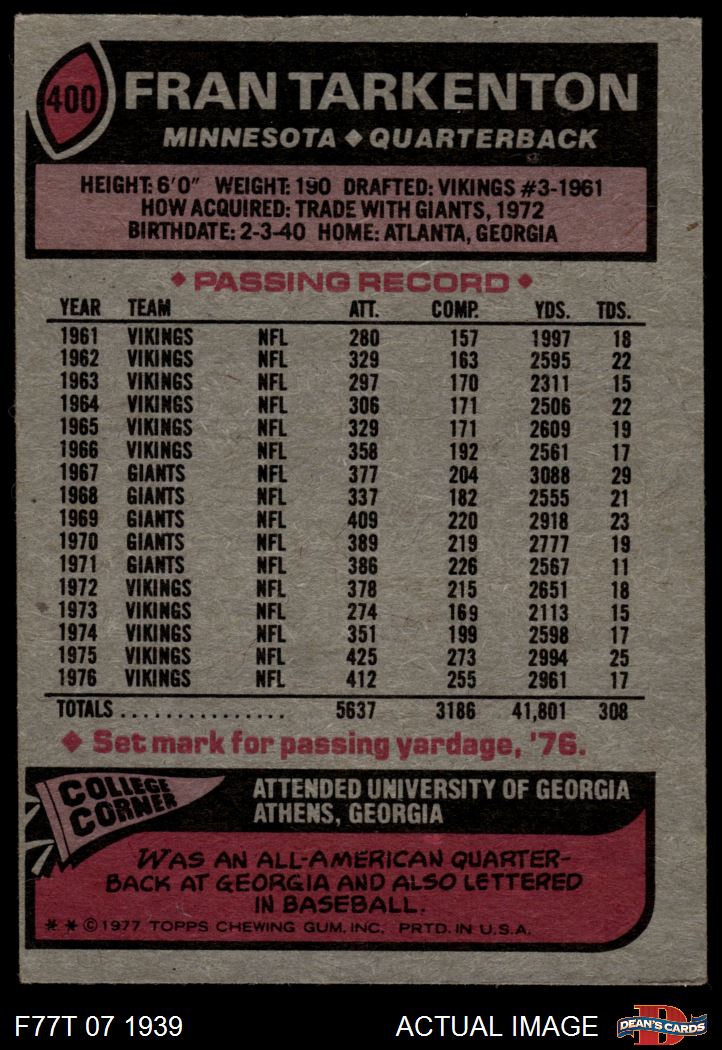 400 FRAN TARKENTON
MINNESOTA ◆ QUARTERBACK
HEIGHT: 6'0" WEIGHT: 190 DRAFTED: VIKINGS #3-1961
HOW ACQUIRED: TRADE WITH GIANTS, 1972
BIRTHDATE: 2-3-40 HOME: ATLANTA, GEORGIA
◆ PASSING RECORD ◆
YEAR TEAM ATT. COMP. YDS. TDS.
1961 VIKINGS NFL 280 157 1997 18
1962 VIKINGS NFL 329 163 2595 22
1963 VIKINGS NFL 297 170 2311 15
1964 VIKINGS NFL 306 171 2506 22
1965 VIKINGS NFL 329 171 2609 19
1966 VIKINGS NFL 358 192 2561 17
1967 GIANTS NFL 377 204 3088 29
1968 GIANTS NFL 337 182 2555 21
1969 GIANTS NFL 409 220 2918 23
1970 GIANTS NFL 389 219 2777 19
1971 GIANTS NFL 386 226 2567 11
1972 VIKINGS NFL 378 215 2651 18
1973 VIKINGS NFL 274 169 2113 15
1974 VIKINGS NFL 351 199 2598 17
1975 VIKINGS NFL 425 273 2994 25
1976 VIKINGS NFL 412 255 2961 17
TOTALS ................ 5637 3186 41,801 308
◆ Set mark for passing yardage, '76.
COLLEGE CORNER
ATTENDED UNIVERSITY OF GEORGIA
ATHENS, GEORGIA
WAS AN ALL-AMERICAN QUARTER-
BACK AT GEORGIA AND ALSO LETTERED
IN BASEBALL.
* * © 1977 TOPPS CHEWING GUM, INC. PRTD. IN U.S.A.
F77T 07 1939 ACTUAL IMAGE D DEAN'S CARDS